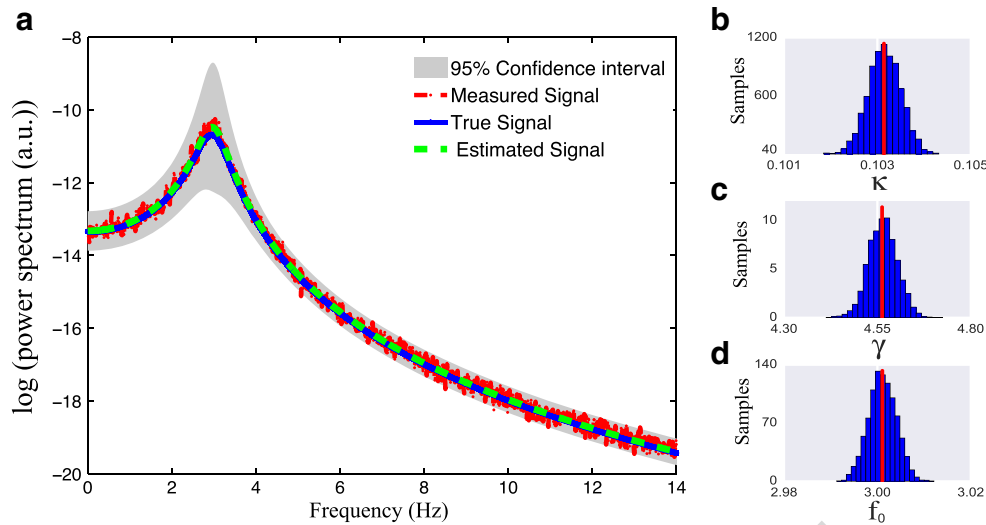 a
−8
−10
−12
−14
−16
−18
−20
log (power spectrum (a.u.))
0 2 4 6 8 10 12 14
Frequency (Hz)
95% Confidence interval
Measured Signal
True Signal
Estimated Signal
b
1200
600
40
Samples
0.101 0.103 0.105
κ
c
10
5
0
Samples
4.30 4.55 4.80
γ
d
140
70
0
Samples
2.98 3.00 3.02
f0